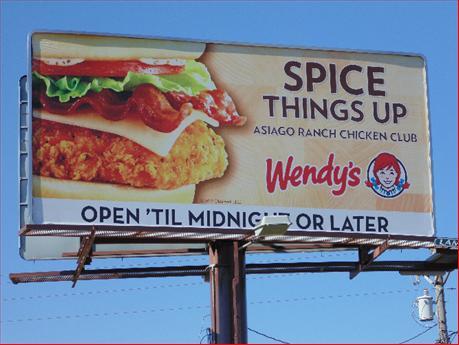 SPICE
THINGS UP
ASIAGO RANCH CHICKEN CLUB
Wendy's
OPEN 'TIL MIDNIGHT OR LATER